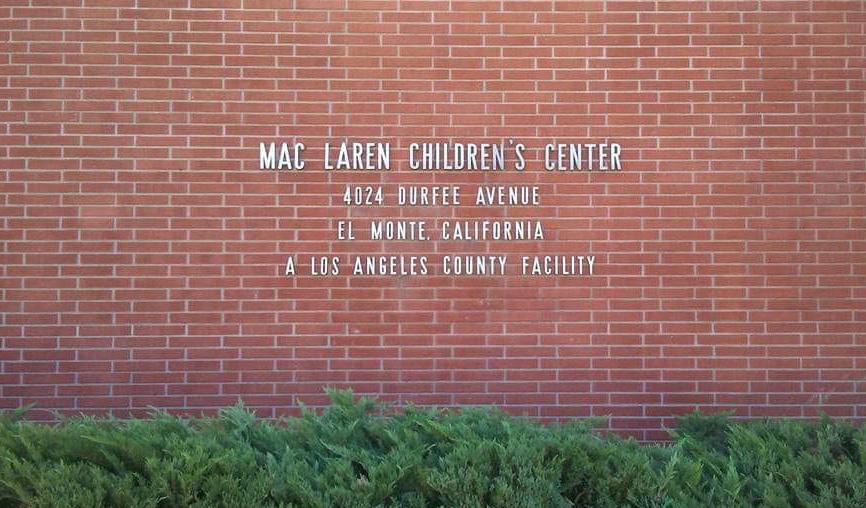 MAC LAREN CHILDREN'S CENTER
4024 DURFEE AVENUE
EL MONTE, CALIFORNIA
A LOS ANGELES COUNTY FACILITY